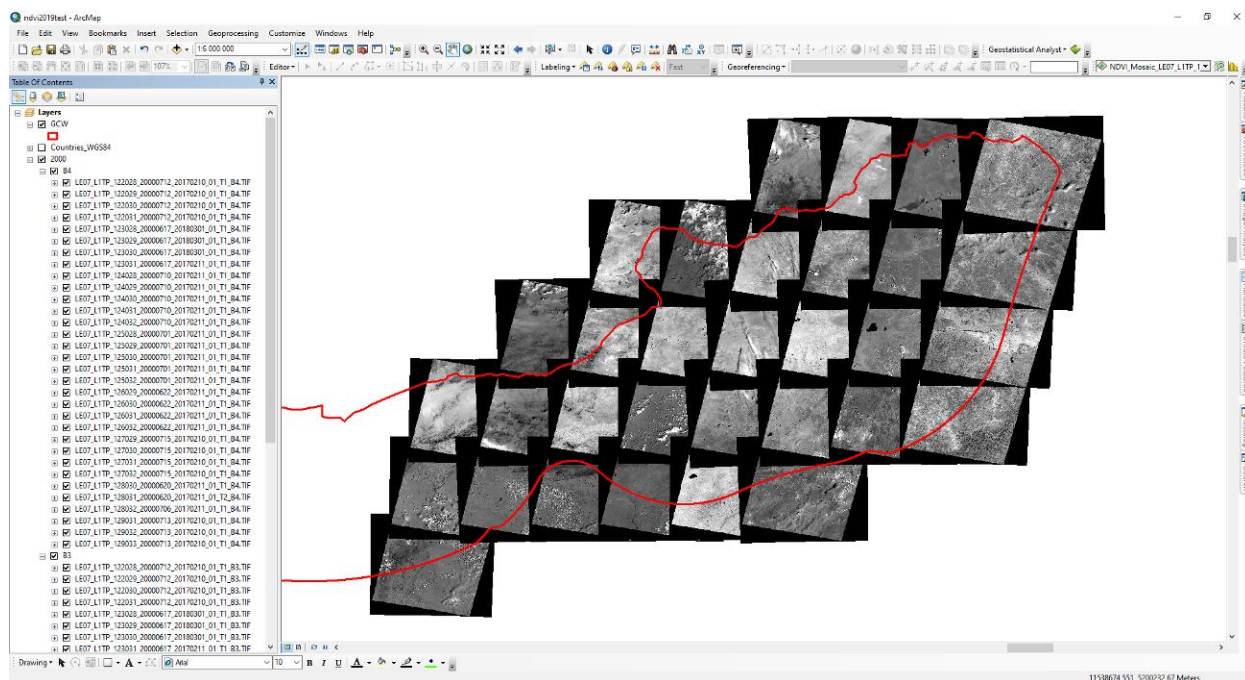 ndvi2019test - ArcMap
File Edit View Bookmarks Insert Selection Geoprocessing Customize Windows Help
1:6 000 000 Geostatistical Analyst
107% Editor Labeling Fast Georeferencing NDVI_Mosaic_LE07_L1TP_1
Table Of Contents
Layers
GCW
Countries_WGS84
2000
B4
LE07_L1TP_122028_20000712_20170210_01_T1_B4.TIF
LE07_L1TP_122029_20000712_20170210_01_T1_B4.TIF
LE07_L1TP_122030_20000712_20170210_01_T1_B4.TIF
LE07_L1TP_122031_20000712_20170210_01_T1_B4.TIF
LE07_L1TP_123028_20000617_20180301_01_T1_B4.TIF
LE07_L1TP_123029_20000617_20180301_01_T1_B4.TIF
LE07_L1TP_123030_20000617_20180301_01_T1_B4.TIF
LE07_L1TP_123031_20000617_20170211_01_T1_B4.TIF
LE07_L1TP_124028_20000710_20170211_01_T1_B4.TIF
LE07_L1TP_124029_20000710_20170211_01_T1_B4.TIF
LE07_L1TP_124030_20000710_20170211_01_T1_B4.TIF
LE07_L1TP_124031_20000710_20170211_01_T1_B4.TIF
LE07_L1TP_124032_20000710_20170211_01_T1_B4.TIF
LE07_L1TP_125028_20000701_20170211_01_T1_B4.TIF
LE07_L1TP_125029_20000701_20170211_01_T1_B4.TIF
LE07_L1TP_125030_20000701_20170211_01_T1_B4.TIF
LE07_L1TP_125031_20000701_20170211_01_T1_B4.TIF
LE07_L1TP_125032_20000701_20170211_01_T1_B4.TIF
LE07_L1TP_126029_20000622_20170211_01_T1_B4.TIF
LE07_L1TP_126030_20000622_20170211_01_T1_B4.TIF
LE07_L1TP_126031_20000622_20170211_01_T1_B4.TIF
LE07_L1TP_126032_20000622_20170211_01_T1_B4.TIF
LE07_L1TP_127029_20000715_20170210_01_T1_B4.TIF
LE07_L1TP_127030_20000715_20170210_01_T1_B4.TIF
LE07_L1TP_127031_20000715_20170210_01_T1_B4.TIF
LE07_L1TP_127032_20000715_20170210_01_T1_B4.TIF
LE07_L1TP_128030_20000620_20170211_01_T1_B4.TIF
LE07_L1TP_128031_20000620_20170211_01_T2_B4.TIF
LE07_L1TP_128032_20000706_20170211_01_T1_B4.TIF
LE07_L1TP_129031_20000713_20170210_01_T1_B4.TIF
LE07_L1TP_129032_20000713_20170210_01_T1_B4.TIF
LE07_L1TP_129033_20000713_20170210_01_T1_B4.TIF
B3
LE07_L1TP_122028_20000712_20170210_01_T1_B3.TIF
LE07_L1TP_122029_20000712_20170210_01_T1_B3.TIF
LE07_L1TP_122030_20000712_20170210_01_T1_B3.TIF
LE07_L1TP_122031_20000712_20170210_01_T1_B3.TIF
LE07_L1TP_123028_20000617_20180301_01_T1_B3.TIF
LE07_L1TP_123029_20000617_20180301_01_T1_B3.TIF
LE07_L1TP_123030_20000617_20180301_01_T1_B3.TIF
LE07_L1TP_123031_20000617_20170211_01_T1_B3.TIF
Drawing A Arial 10 B I U A
11538674,551 5200232,67 Meters